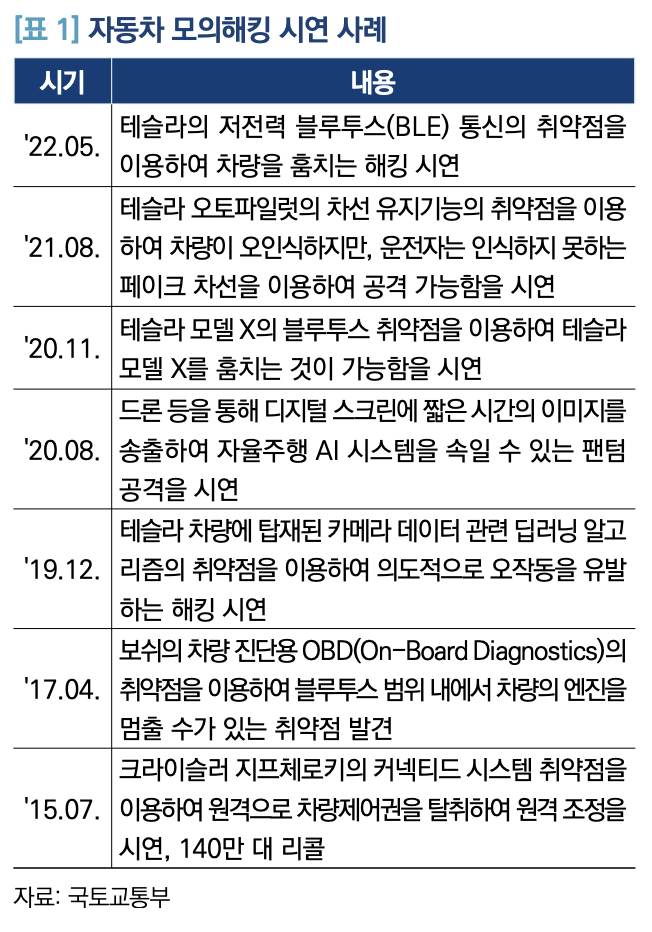 [표 1] 자동차 모의해킹 시연 사례
시기 내용
'22.05. 테슬라의 저전력 블루투스(BLE) 통신의 취약점을
이용하여 차량을 훔치는 해킹 시연
'21.08. 테슬라 오토파일럿의 차선 유지기능의 취약점을 이용
하여 차량이 오인식하지만, 운전자는 인식하지 못하는
페이크 차선을 이용하여 공격 가능함을 시연
'20.11. 테슬라 모델 X의 블루투스 취약점을 이용하여 테슬라
모델 X를 훔치는 것이 가능함을 시연
'20.08. 드론 등을 통해 디지털 스크린에 짧은 시간의 이미지를
송출하여 자율주행 AI 시스템을 속일 수 있는 팬텀
공격을 시연
'19.12. 테슬라 차량에 탑재된 카메라 데이터 관련 딥러닝 알고
리즘의 취약점을 이용하여 의도적으로 오작동을 유발
하는 해킹 시연
'17.04. 보쉬의 차량 진단용 OBD(On-Board Diagnostics)의
취약점을 이용하여 블루투스 범위 내에서 차량의 엔진을
멈출 수가 있는 취약점 발견
'15.07. 크라이슬러 지프체로키의 커넥티드 시스템 취약점을
이용하여 원격으로 차량제어권을 탈취하여 원격 조정을
시연, 140만 대 리콜
자료: 국토교통부